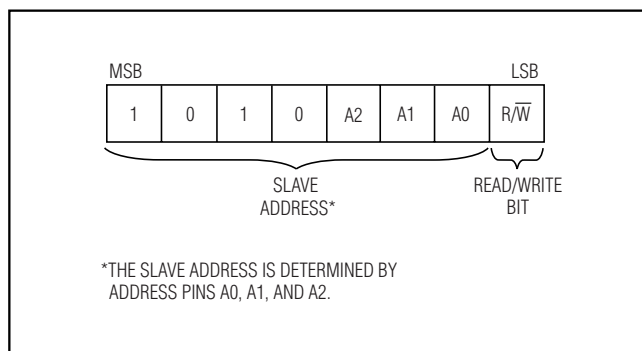 MSB LSB
1 0 1 0 A2 A1 A0 R/W̅
SLAVE READ/WRITE
ADDRESS* BIT
*THE SLAVE ADDRESS IS DETERMINED BY
ADDRESS PINS A0, A1, AND A2.